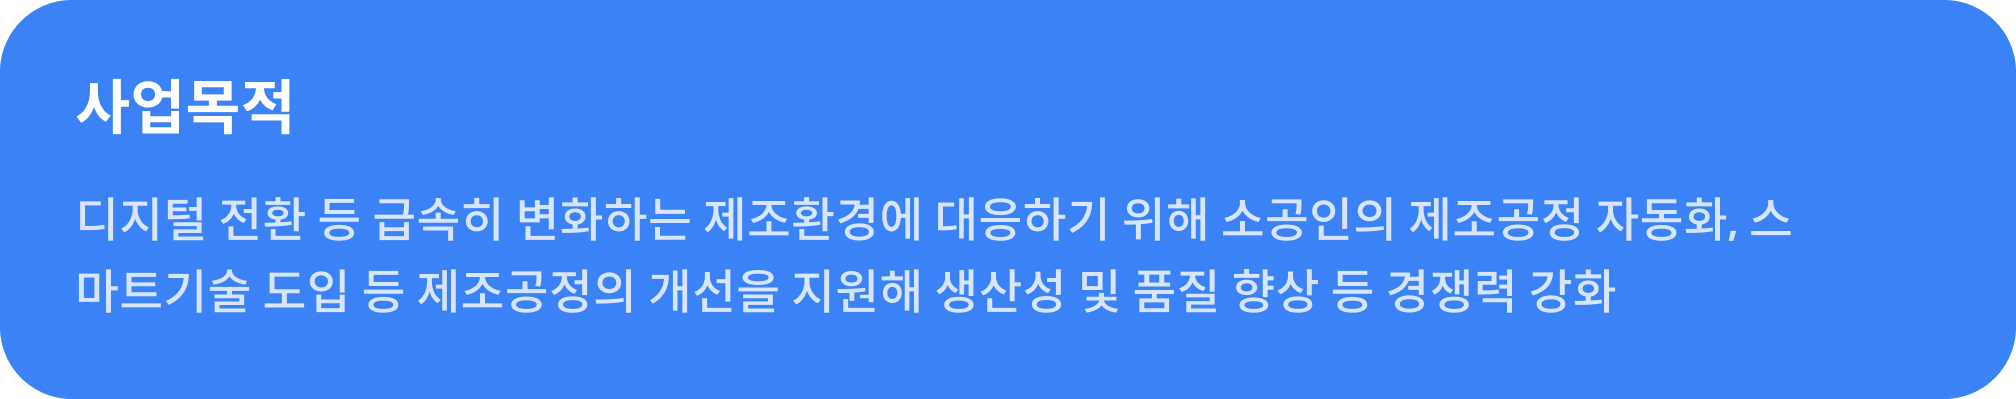 사업목적
디지털 전환 등 급속히 변화하는 제조환경에 대응하기 위해 소공인의 제조공정 자동화, 스
마트기술 도입 등 제조공정의 개선을 지원해 생산성 및 품질 향상 등 경쟁력 강화